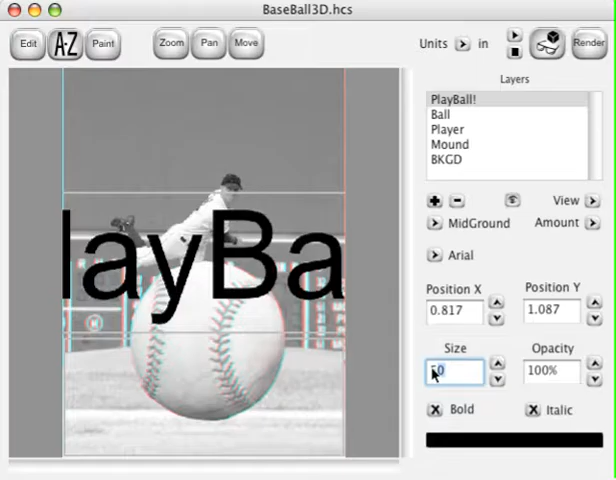 BaseBall3D.hcs
Edit
A-Z
Paint
Zoom
Pan
Move
Units
in
Render
Layers
PlayBall!
Ball
Player
Mound
BKGD
View
MidGround
Amount
Arial
Position X
Position Y
0.817
1.087
Size
Opacity
100%
X Bold
X Italic
layBa